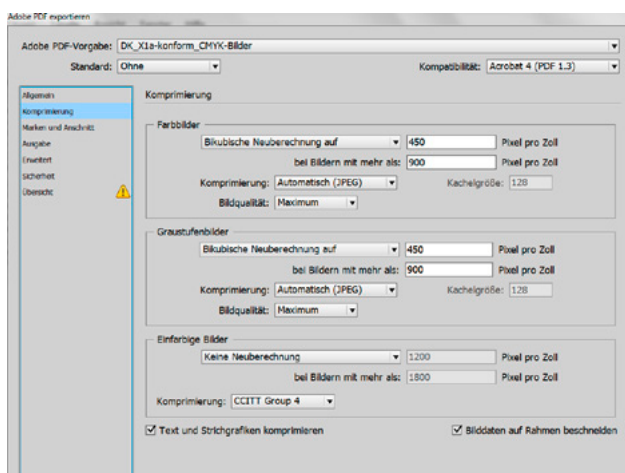 Adobe PDF exportieren
Adobe PDF-Vorgabe: DK_X1a-konform_CMYK-Bilder
Standard: Ohne Kompatibilität: Acrobat 4 (PDF 1.3)
Allgemein
Komprimierung
Marken und Anschnitt
Ausgabe
Erweitert
Sicherheit
Übersicht
Komprimierung
Farbbilder
Bikubische Neuberechnung auf 450 Pixel pro Zoll
bei Bildern mit mehr als: 900 Pixel pro Zoll
Komprimierung: Automatisch (JPEG) Kachelgröße: 128
Bildqualität: Maximum
Graustufenbilder
Bikubische Neuberechnung auf 450 Pixel pro Zoll
bei Bildern mit mehr als: 900 Pixel pro Zoll
Komprimierung: Automatisch (JPEG) Kachelgröße: 128
Bildqualität: Maximum
Einfarbige Bilder
Keine Neuberechnung 1200 Pixel pro Zoll
bei Bildern mit mehr als: 1800 Pixel pro Zoll
Komprimierung: CCITT Group 4
Text und Strichgrafiken komprimieren Bilddaten auf Rahmen beschneiden